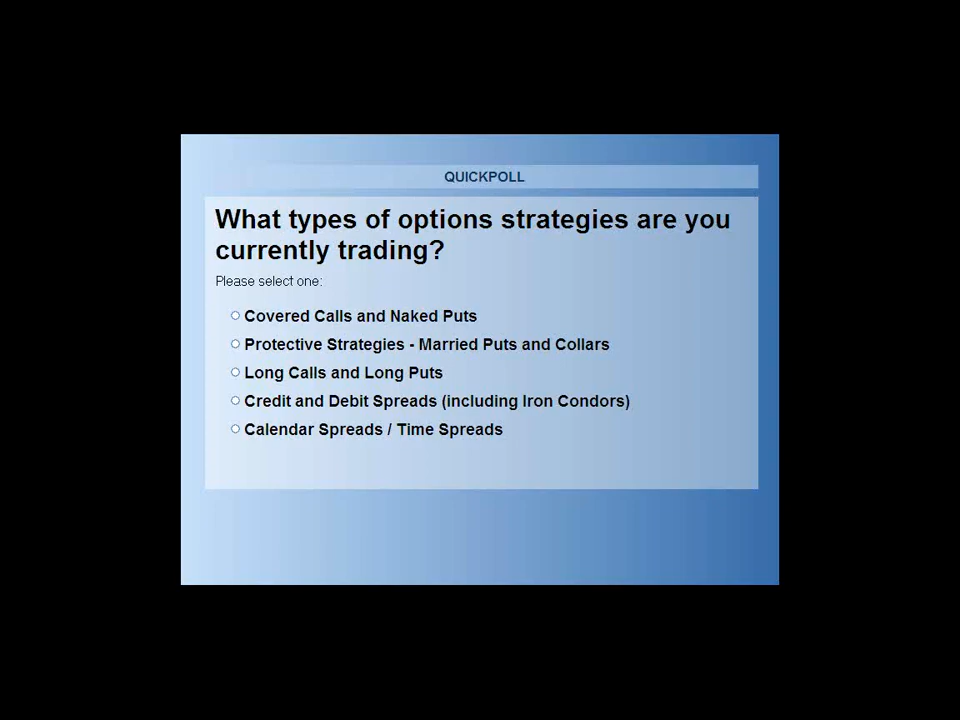 QUICKPOLL
What types of options strategies are you
currently trading?
Please select one:
Covered Calls and Naked Puts
Protective Strategies - Married Puts and Collars
Long Calls and Long Puts
Credit and Debit Spreads (including Iron Condors)
Calendar Spreads / Time Spreads